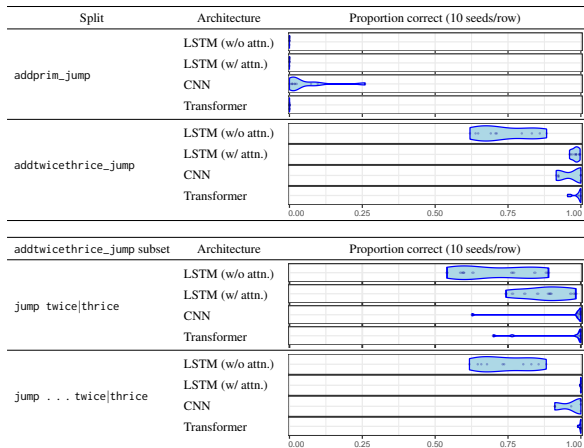 Split Architecture Proportion correct (10 seeds/row)
addprim_jump
LSTM (w/o attn.)
LSTM (w/ attn.)
CNN
Transformer
addtwicethrice_jump
LSTM (w/o attn.)
LSTM (w/ attn.)
CNN
Transformer
0.00 0.25 0.50 0.75 1.00
addtwicethrice_jump subset Architecture Proportion correct (10 seeds/row)
jump twice|thrice
LSTM (w/o attn.)
LSTM (w/ attn.)
CNN
Transformer
jump . . . twice|thrice
LSTM (w/o attn.)
LSTM (w/ attn.)
CNN
Transformer
0.00 0.25 0.50 0.75 1.00